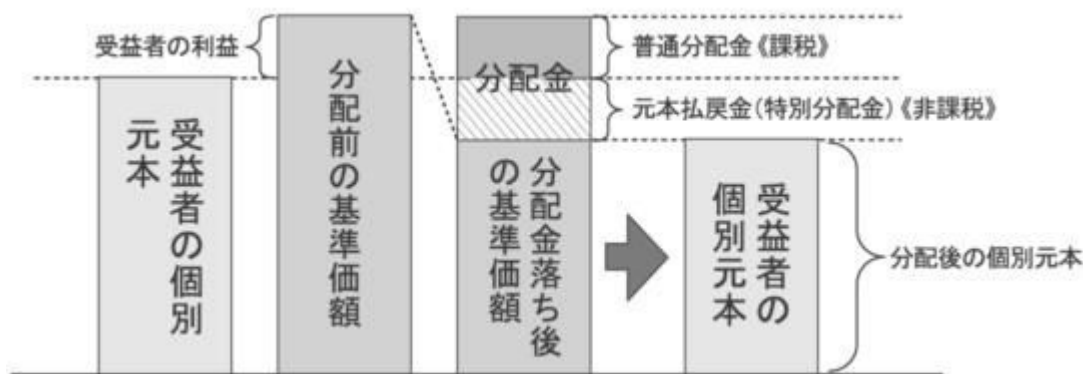 受益者の利益
受益者の個別
元本
分配前の基準価額
分配金
分配金落ち後
の基準価額
普通分配金《課税》
元本払戻金(特別分配金)《非課税》
受益者の
個別元本
分配後の個別元本